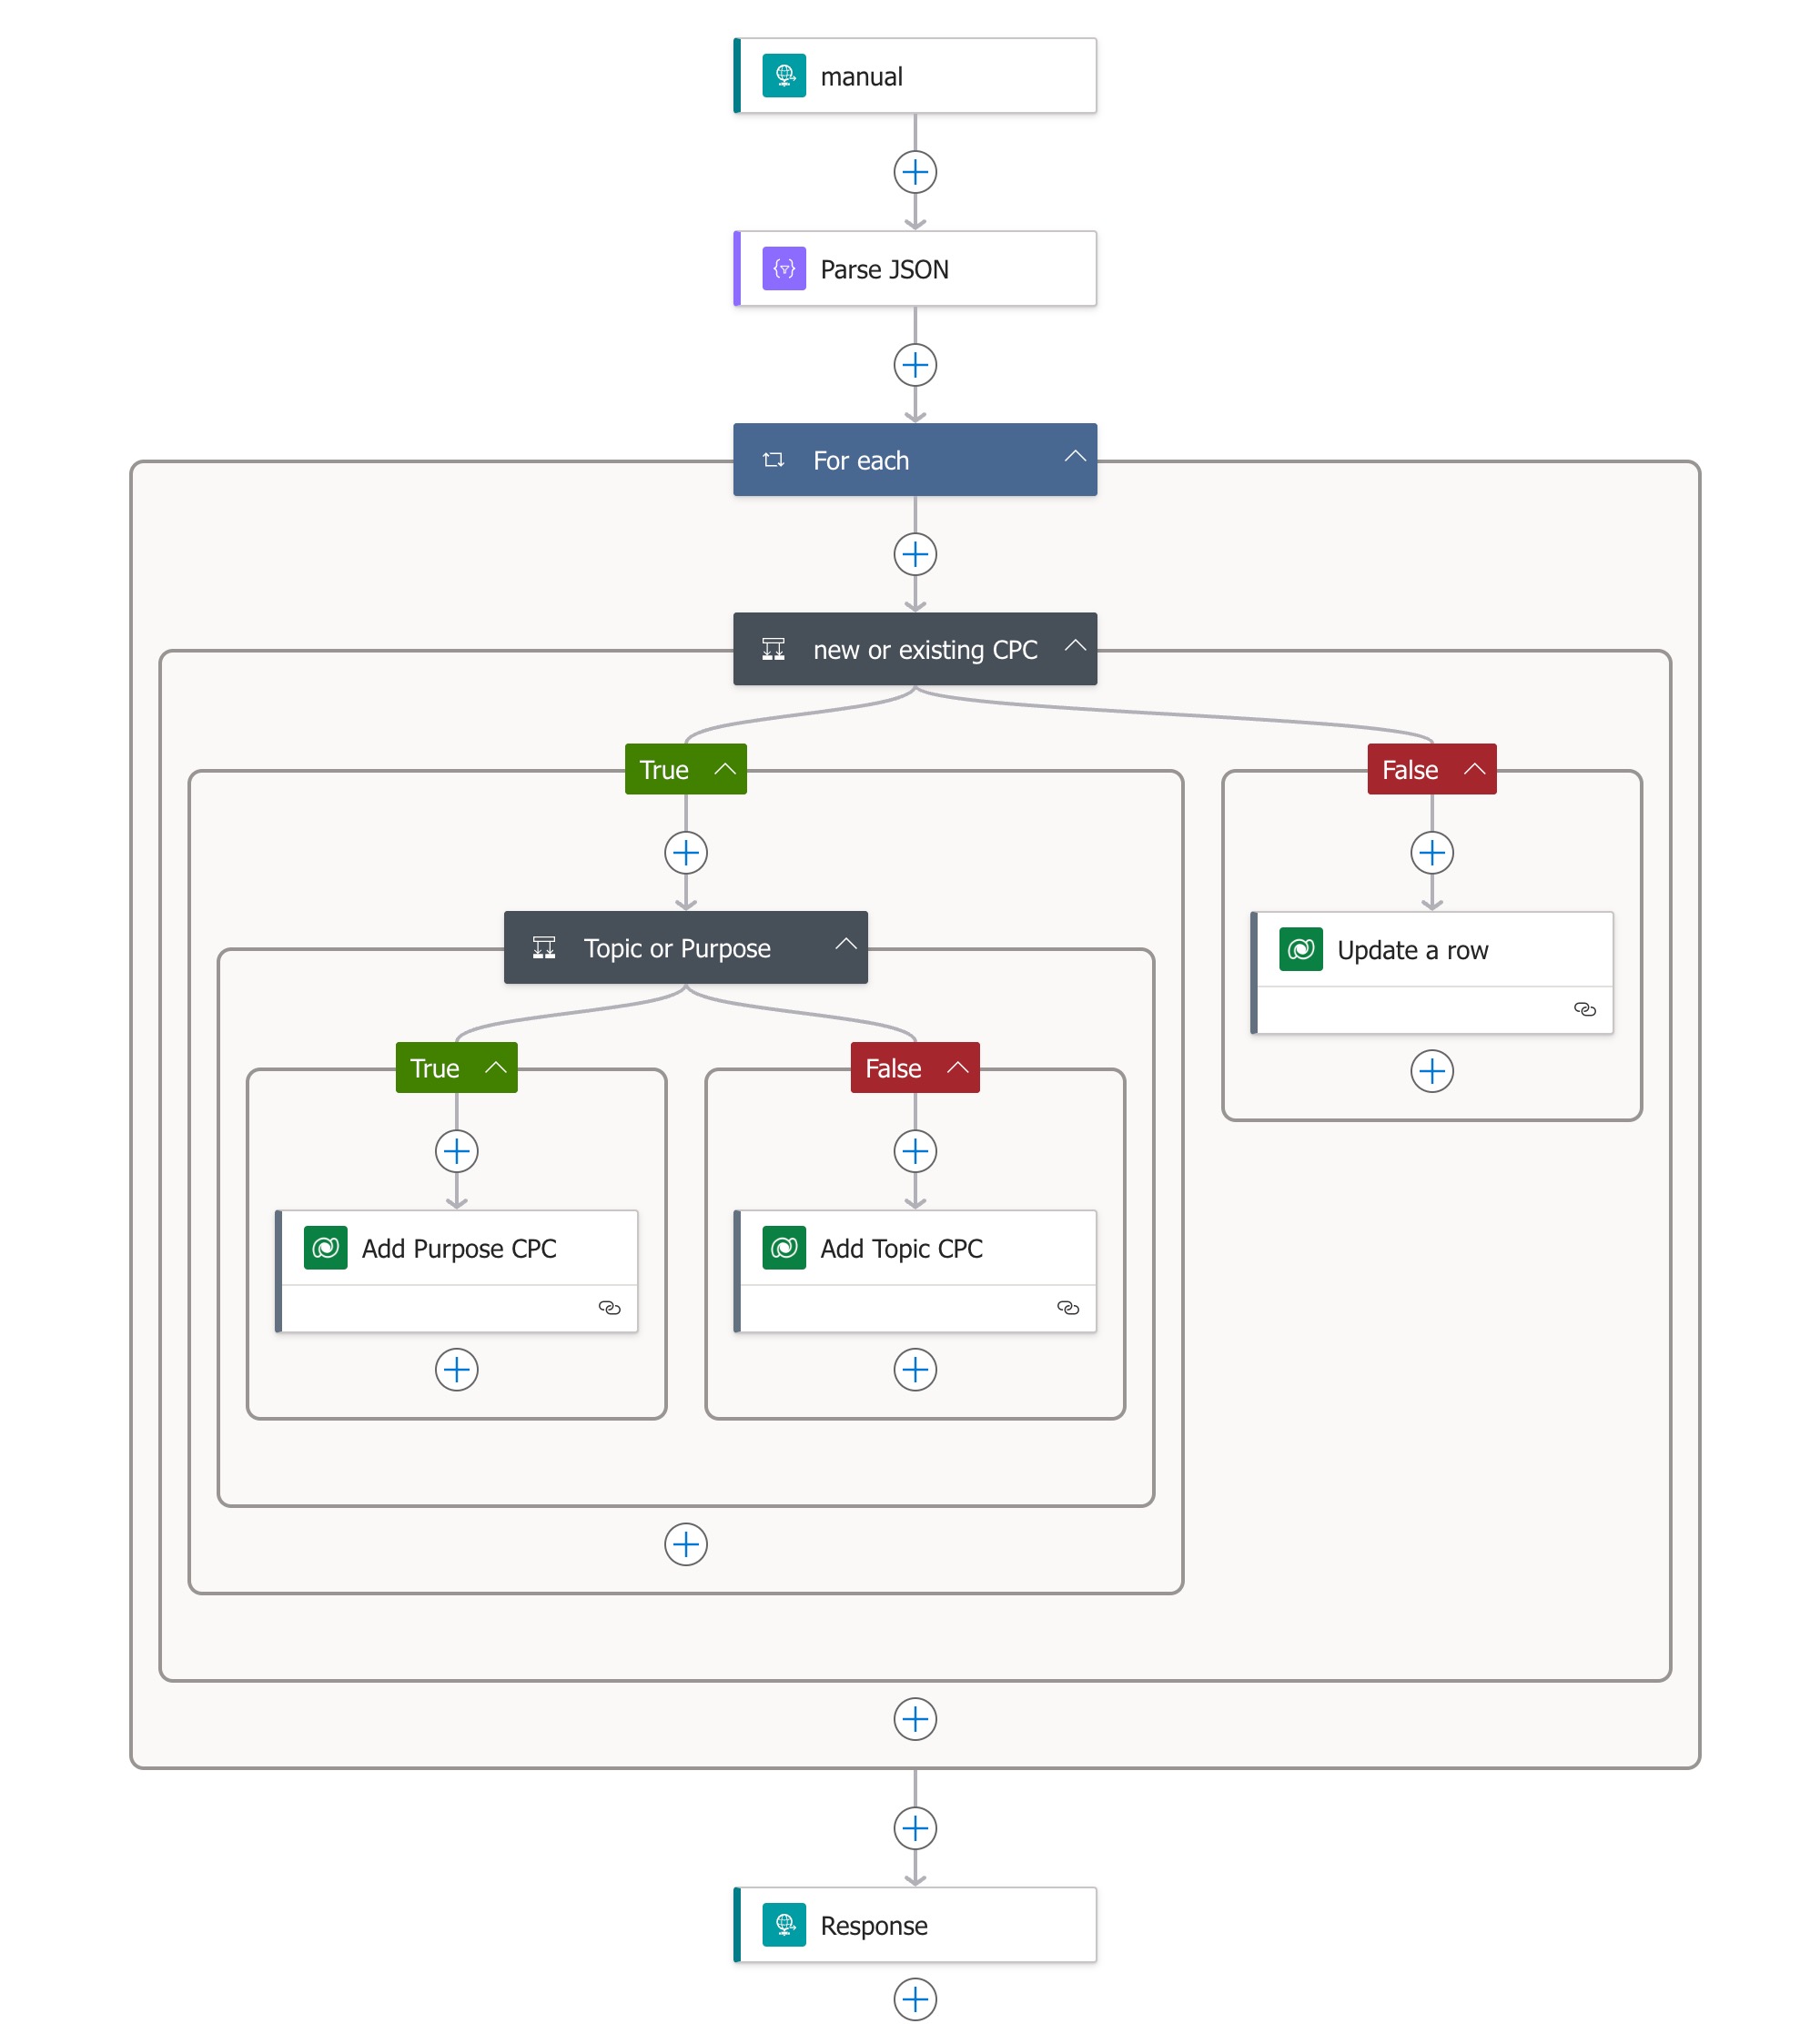 manual
Parse JSON
For each
new or existing CPC
True
False
Topic or Purpose
Update a row
True
False
Add Purpose CPC
Add Topic CPC
Response